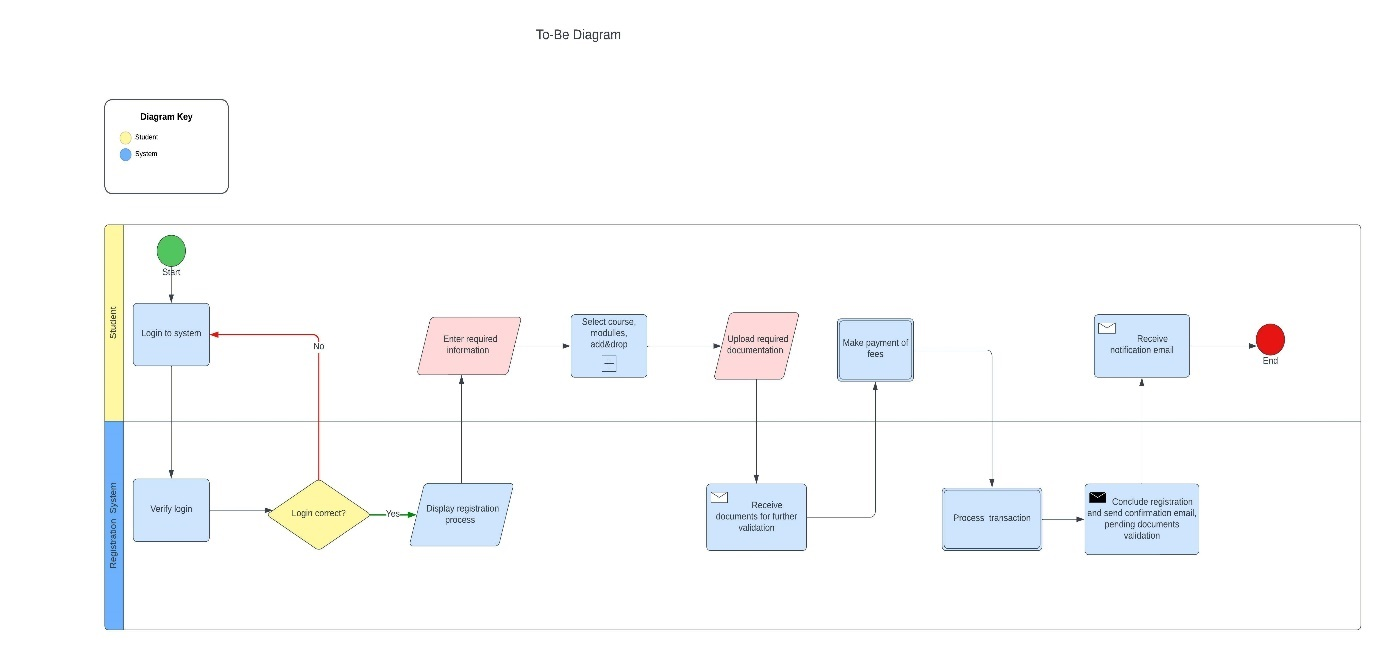 To-Be Diagram
Diagram Key
Student
System
Student
Start
Login to system
No
Enter required
information
Select course,
modulles,
add&drop
Upload required
documentation
Make payment of
fees
Receive
notification email
End
Registration System
Verify login
Login correct?
Yes
Display registration
process
Receive
documents for further
validation
Process transaction
Conclude registration
and send confirmation email,
pending documents
validation